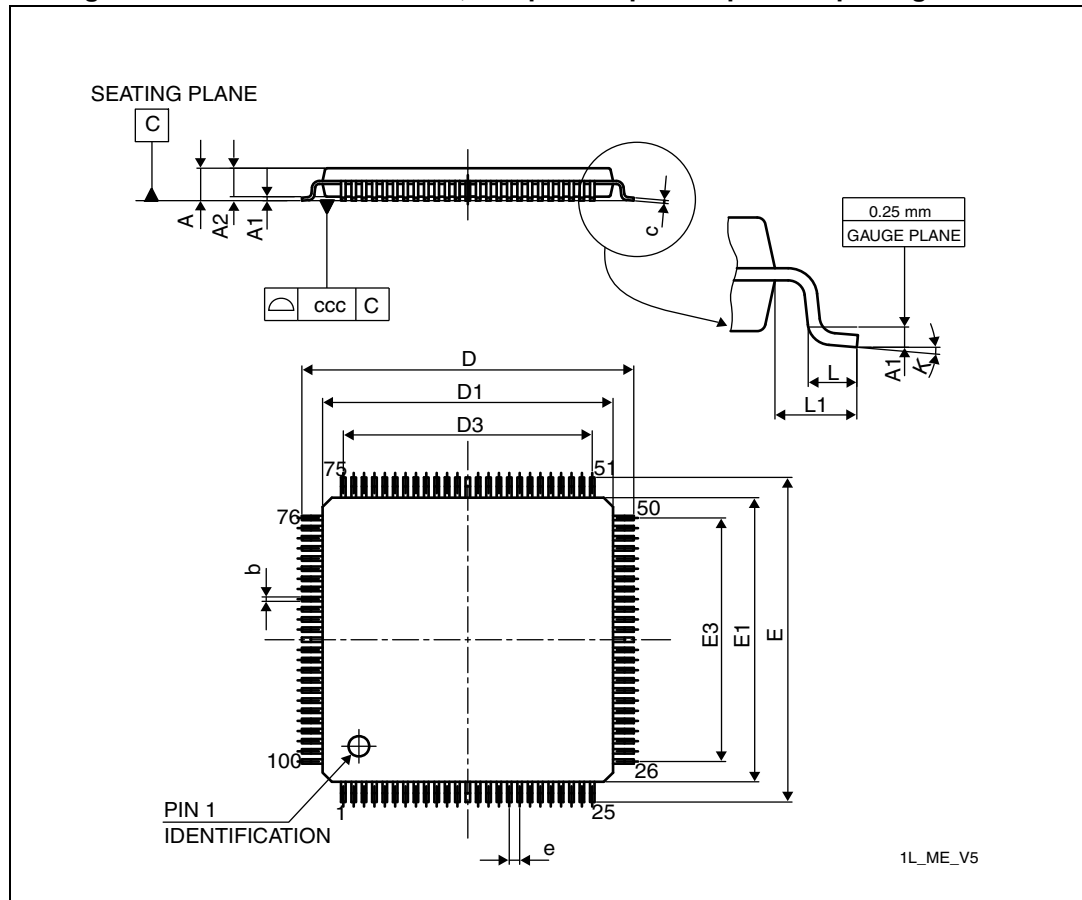 SEATING PLANE
C
A
A2
A1
c
ccc C
0.25 mm
GAUGE PLANE
A1
K
L
L1
D
D1
D3
75
51
76
50
b
E3
E1
E
100
26
PIN 1
IDENTIFICATION
1
25
e
1L_ME_V5